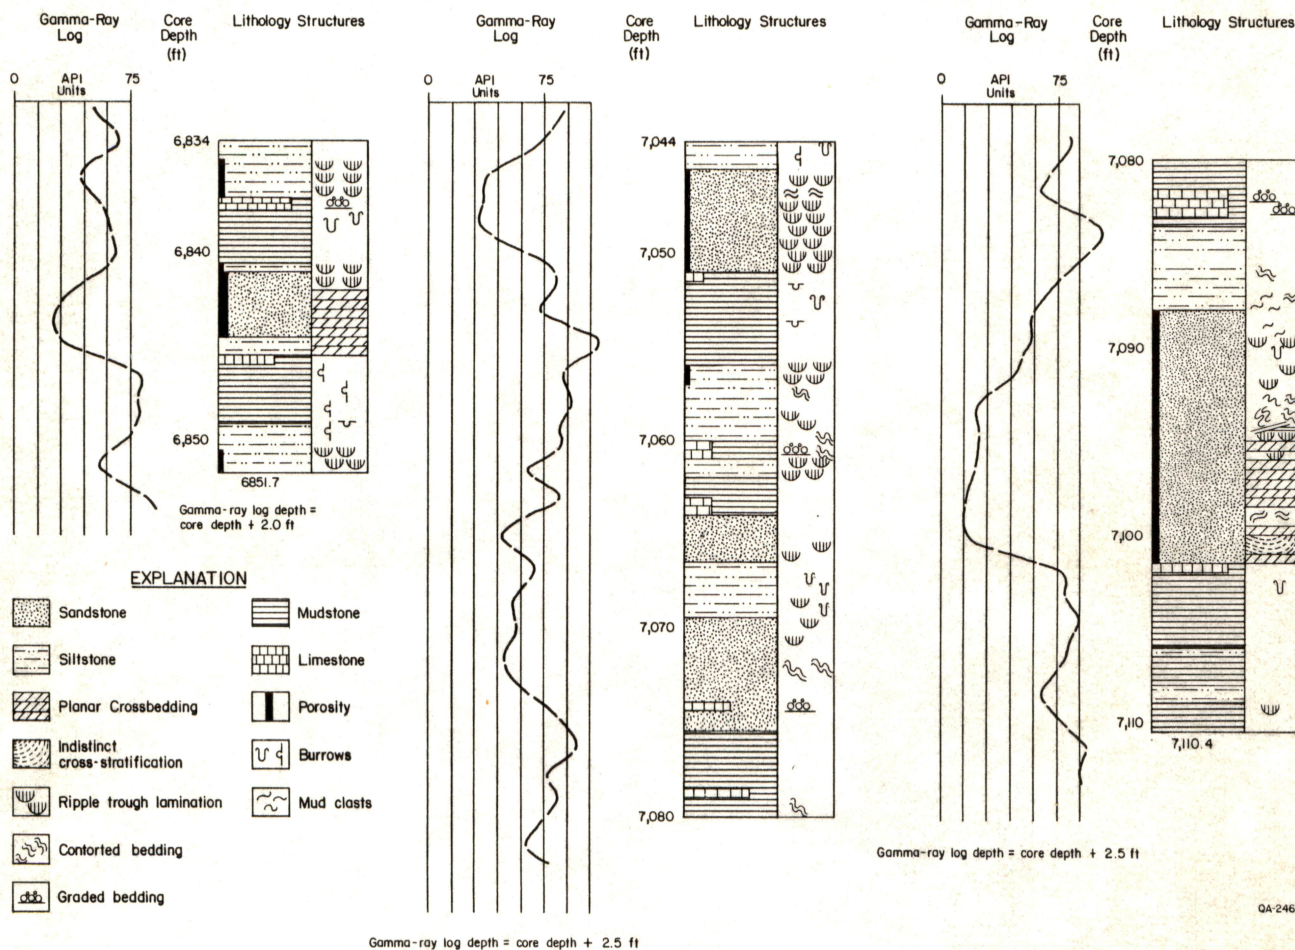 Gamma-Ray
Log
Core
Depth
(ft)
Lithology Structures
0
API
Units
75
6,834
6,840
6,850
6851.7
Gamma-ray log depth =
core depth + 2.0 ft
Gamma-Ray
Log
Core
Depth
(ft)
Lithology Structures
0
API
Units
75
7,044
7,050
7,060
7,070
7,080
Gamma-ray log depth = core depth + 2.5 ft
Gamma-Ray
Log
Core
Depth
(ft)
Lithology Structures
0
API
Units
75
7,080
7,090
7,100
7,110
7,110.4
Gamma-ray log depth = core depth + 2.5 ft
EXPLANATION
Sandstone
Siltstone
Planar Crossbedding
Indistinct
cross-stratification
Ripple trough lamination
Contorted bedding
Graded bedding
Mudstone
Limestone
Porosity
Burrows
Mud clasts
QA-246